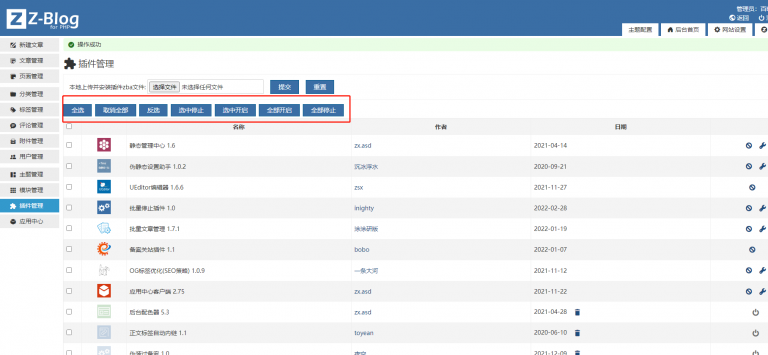 Z-Blog
for PHP
管理员：
返回
主题配置 后台首页 网站设置
新建文章
文章管理
页面管理
分类管理
标签管理
评论管理
附件管理
用户管理
主题管理
模块管理
插件管理
应用中心
操作成功
插件管理
本地上传并安装插件zba文件: 选择文件 未选择任何文件 提交 重置
全选 取消全部 反选 选中停止 选中开启 全部开启 全部停止
名称 作者 日期
静态管理中心 1.6 zx.asd 2021-04-14
伪静态设置助手 1.0.2 沉冰浮水 2020-09-21
UEditor编辑器 1.6.6 zsx 2021-11-27
批量停止插件 1.0 inighty 2022-02-28
批量文章管理 1.7.1 涂涂研版 2022-01-19
备案关站插件 1.1 bobo 2022-01-07
OG标签优化(SEO策略) 1.0.9 一条大河 2021-11-12
应用中心客户端 2.75 zx.asd 2021-11-22
后台配色器 5.3 zx.asd 2021-04-28
正文标签自动内链 1.1 toyean 2020-06-10
1.0 2021-12-09